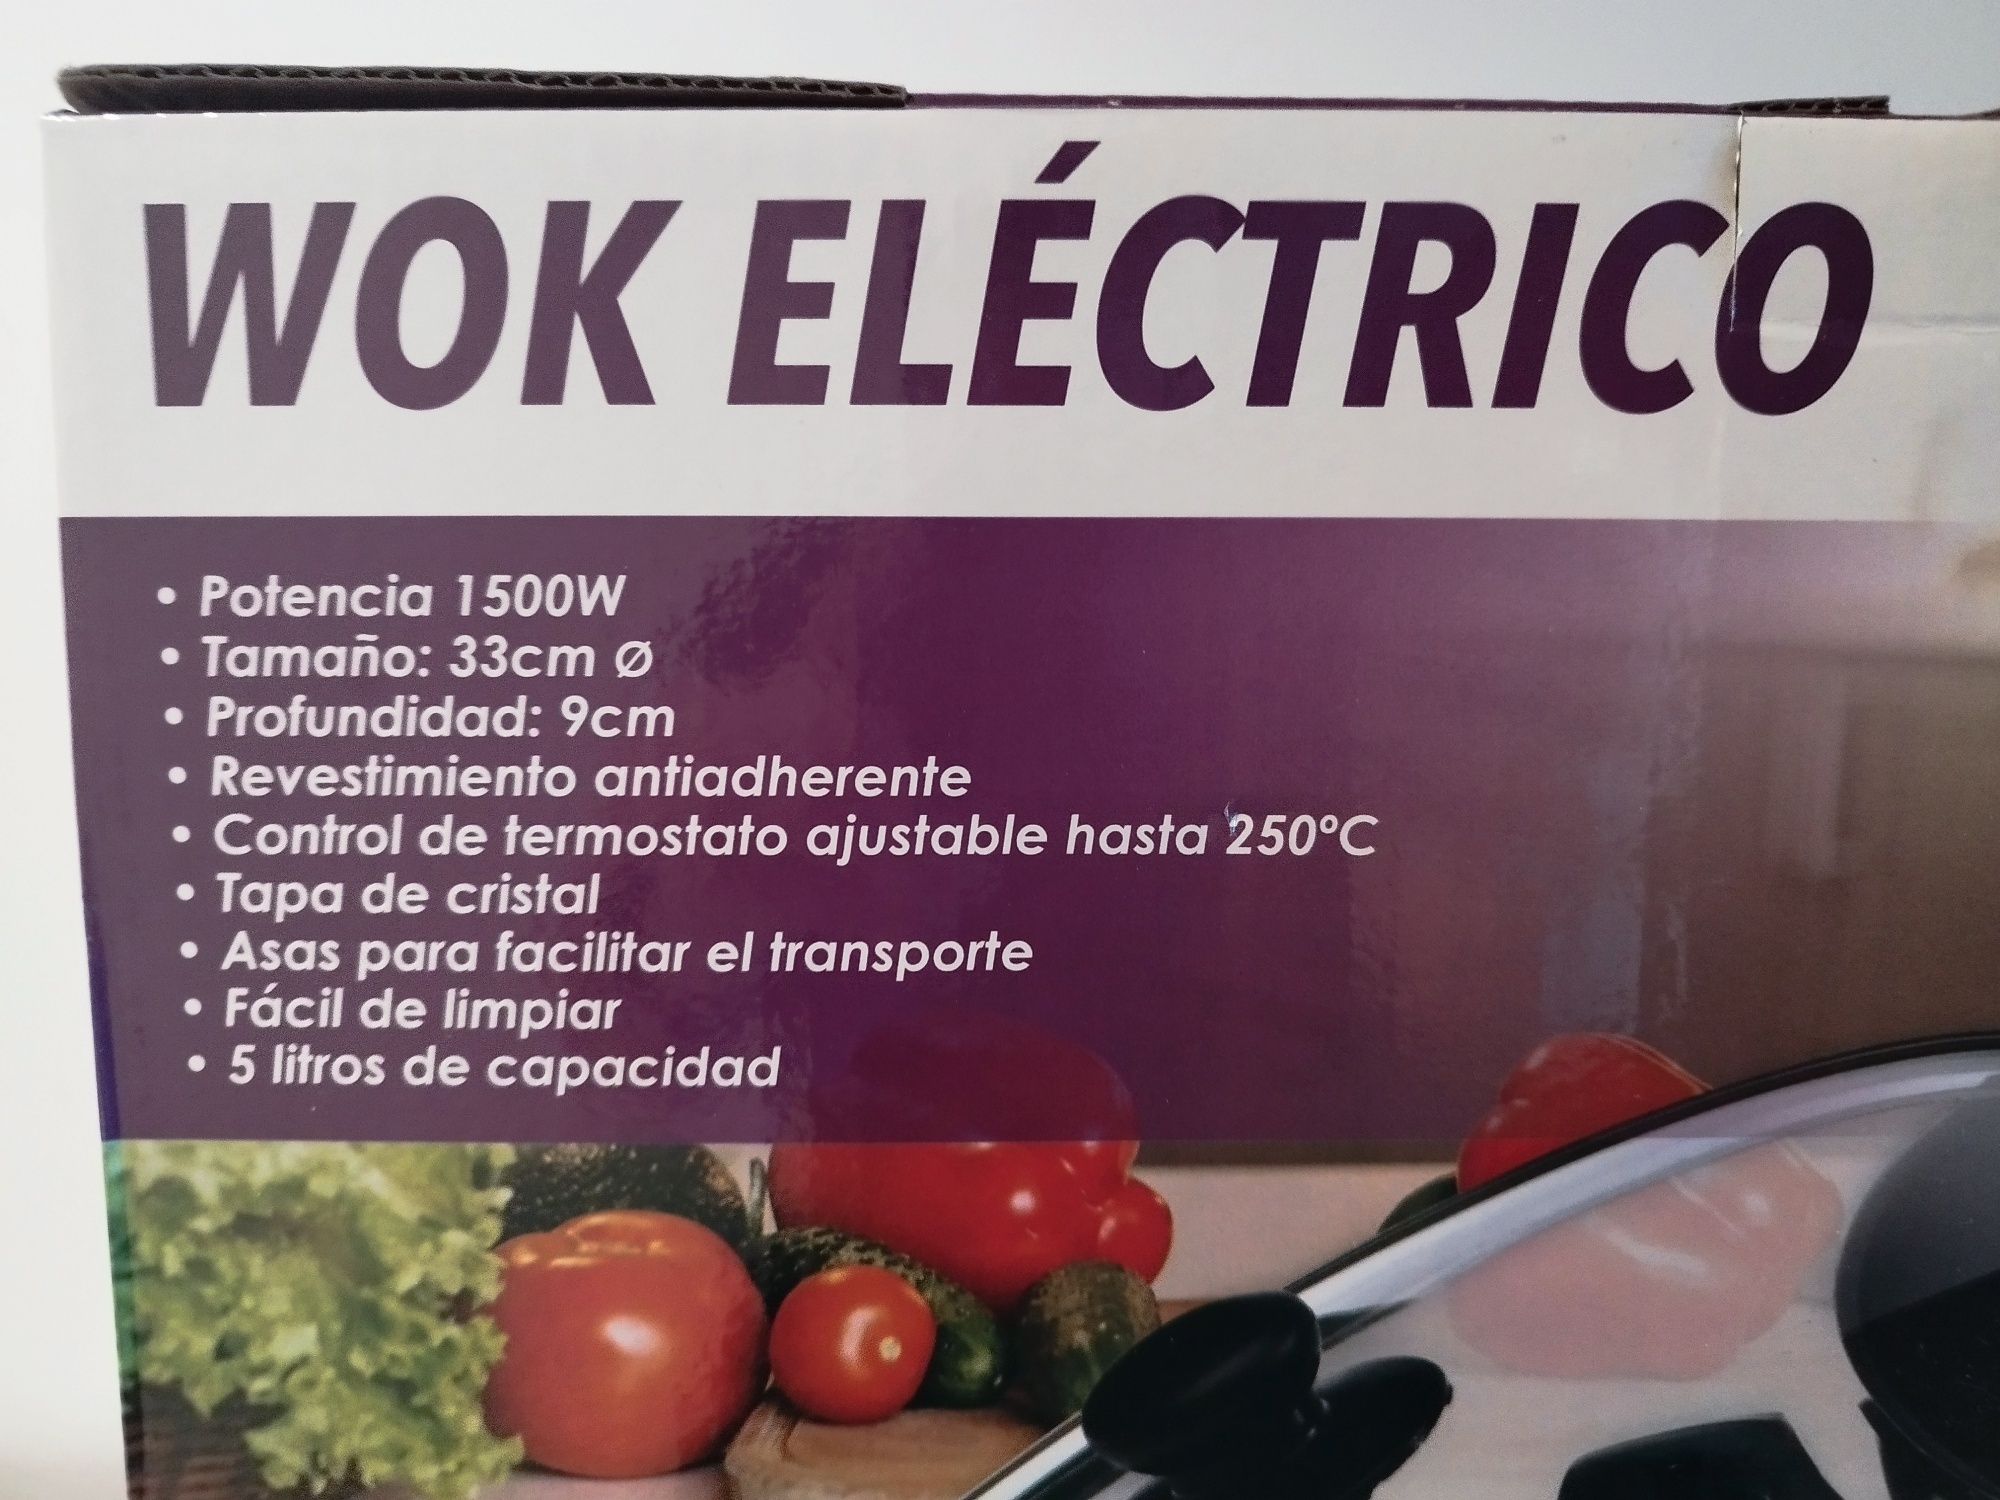 WOK ELÉCTRICO
• Potencia 1500W
• Tamaño: 33cm Ø
• Profundidad: 9cm
• Revestimiento antiadherente
• Control de termostato ajustable hasta 250ºC
• Tapa de cristal
• Asas para facilitar el transporte
• Fácil de limpiar
• 5 litros de capacidad